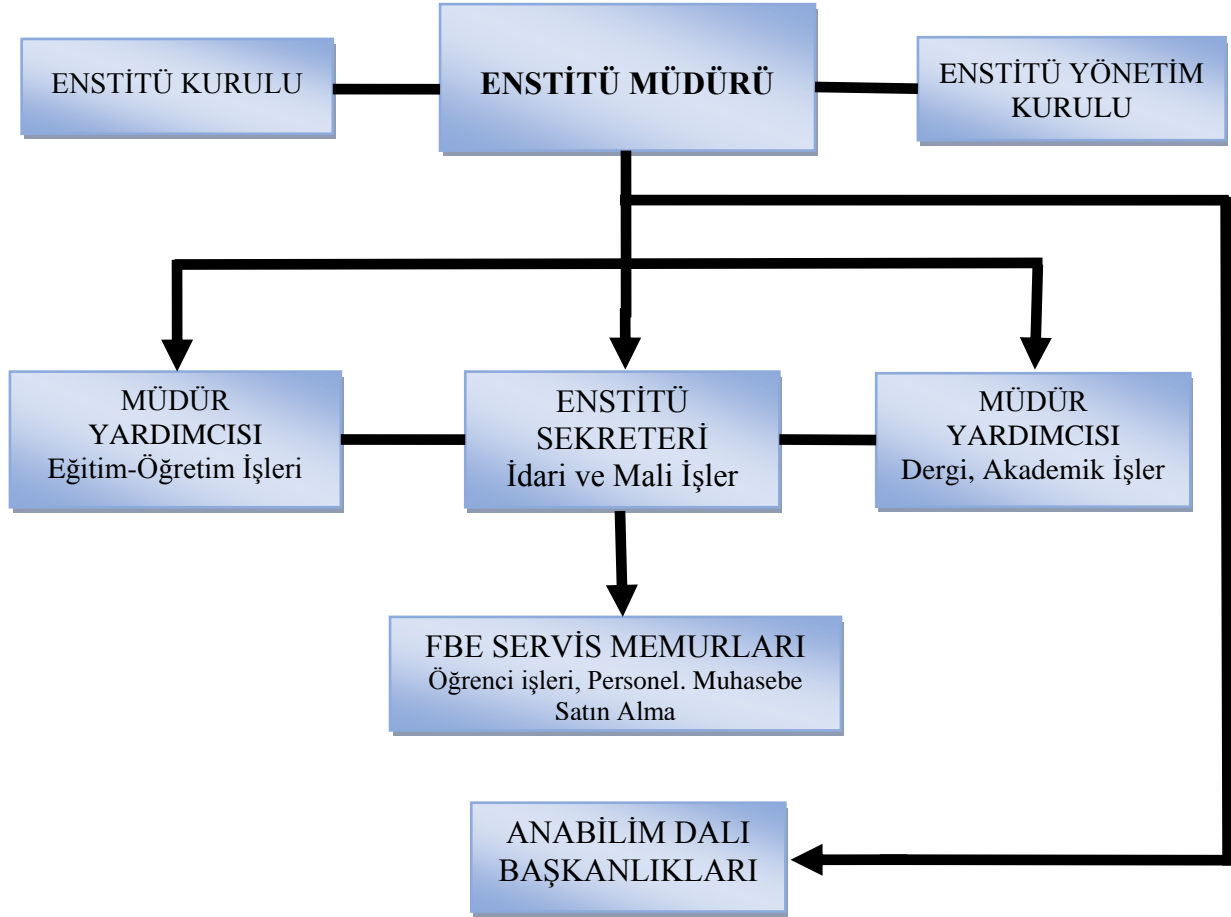 ENSTİTÜ KURULU
ENSTİTÜ MÜDÜRÜ
ENSTİTÜ YÖNETİM
KURULU
MÜDÜR
YARDIMCISI
Eğitim-Öğretim İşleri
ENSTİTÜ
SEKRETERİ
İdari ve Mali İşler
MÜDÜR
YARDIMCISI
Dergi, Akademik İşler
FBE SERVİS MEMURLARI
Öğrenci işleri, Personel. Muhasebe
Satın Alma
ANABİLİM DALI
BAŞKANLIKLARI